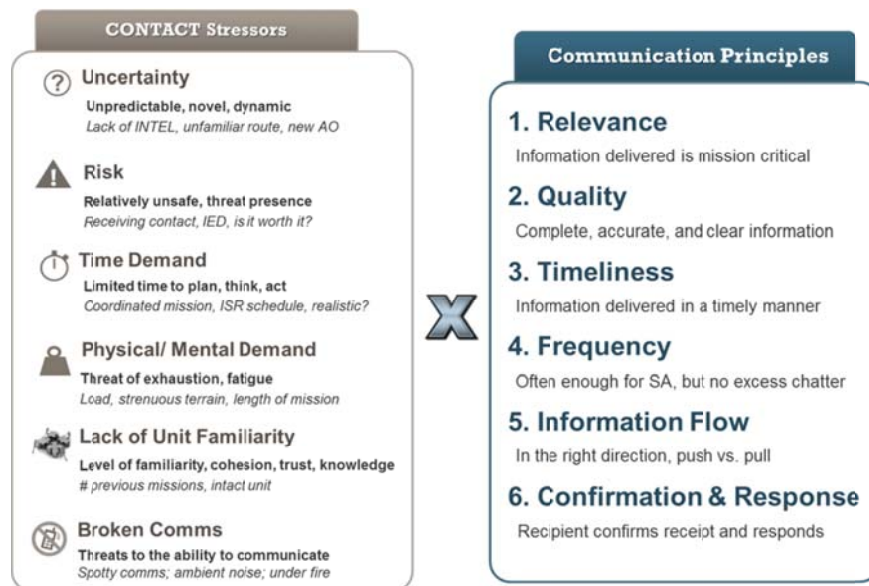 CONTACT Stressors
Uncertainty
Unpredictable, novel, dynamic
Lack of INTEL, unfamiliar route, new AO
Risk
Relatively unsafe, threat presence
Receiving contact, IED, is it worth it?
Time Demand
Limited time to plan, think, act
Coordinated mission, ISR schedule, realistic?
Physical/ Mental Demand
Threat of exhaustion, fatigue
Load, strenuous terrain, length of mission
Lack of Unit Familiarity
Level of familiarity, cohesion, trust, knowledge
# previous missions, intact unit
Broken Comms
Threats to the ability to communicate
Spotty comms; ambient noise; under fire
X
Communication Principles
1. Relevance
Information delivered is mission critical
2. Quality
Complete, accurate, and clear information
3. Timeliness
Information delivered in a timely manner
4. Frequency
Often enough for SA, but no excess chatter
5. Information Flow
In the right direction, push vs. pull
6. Confirmation & Response
Recipient confirms receipt and responds